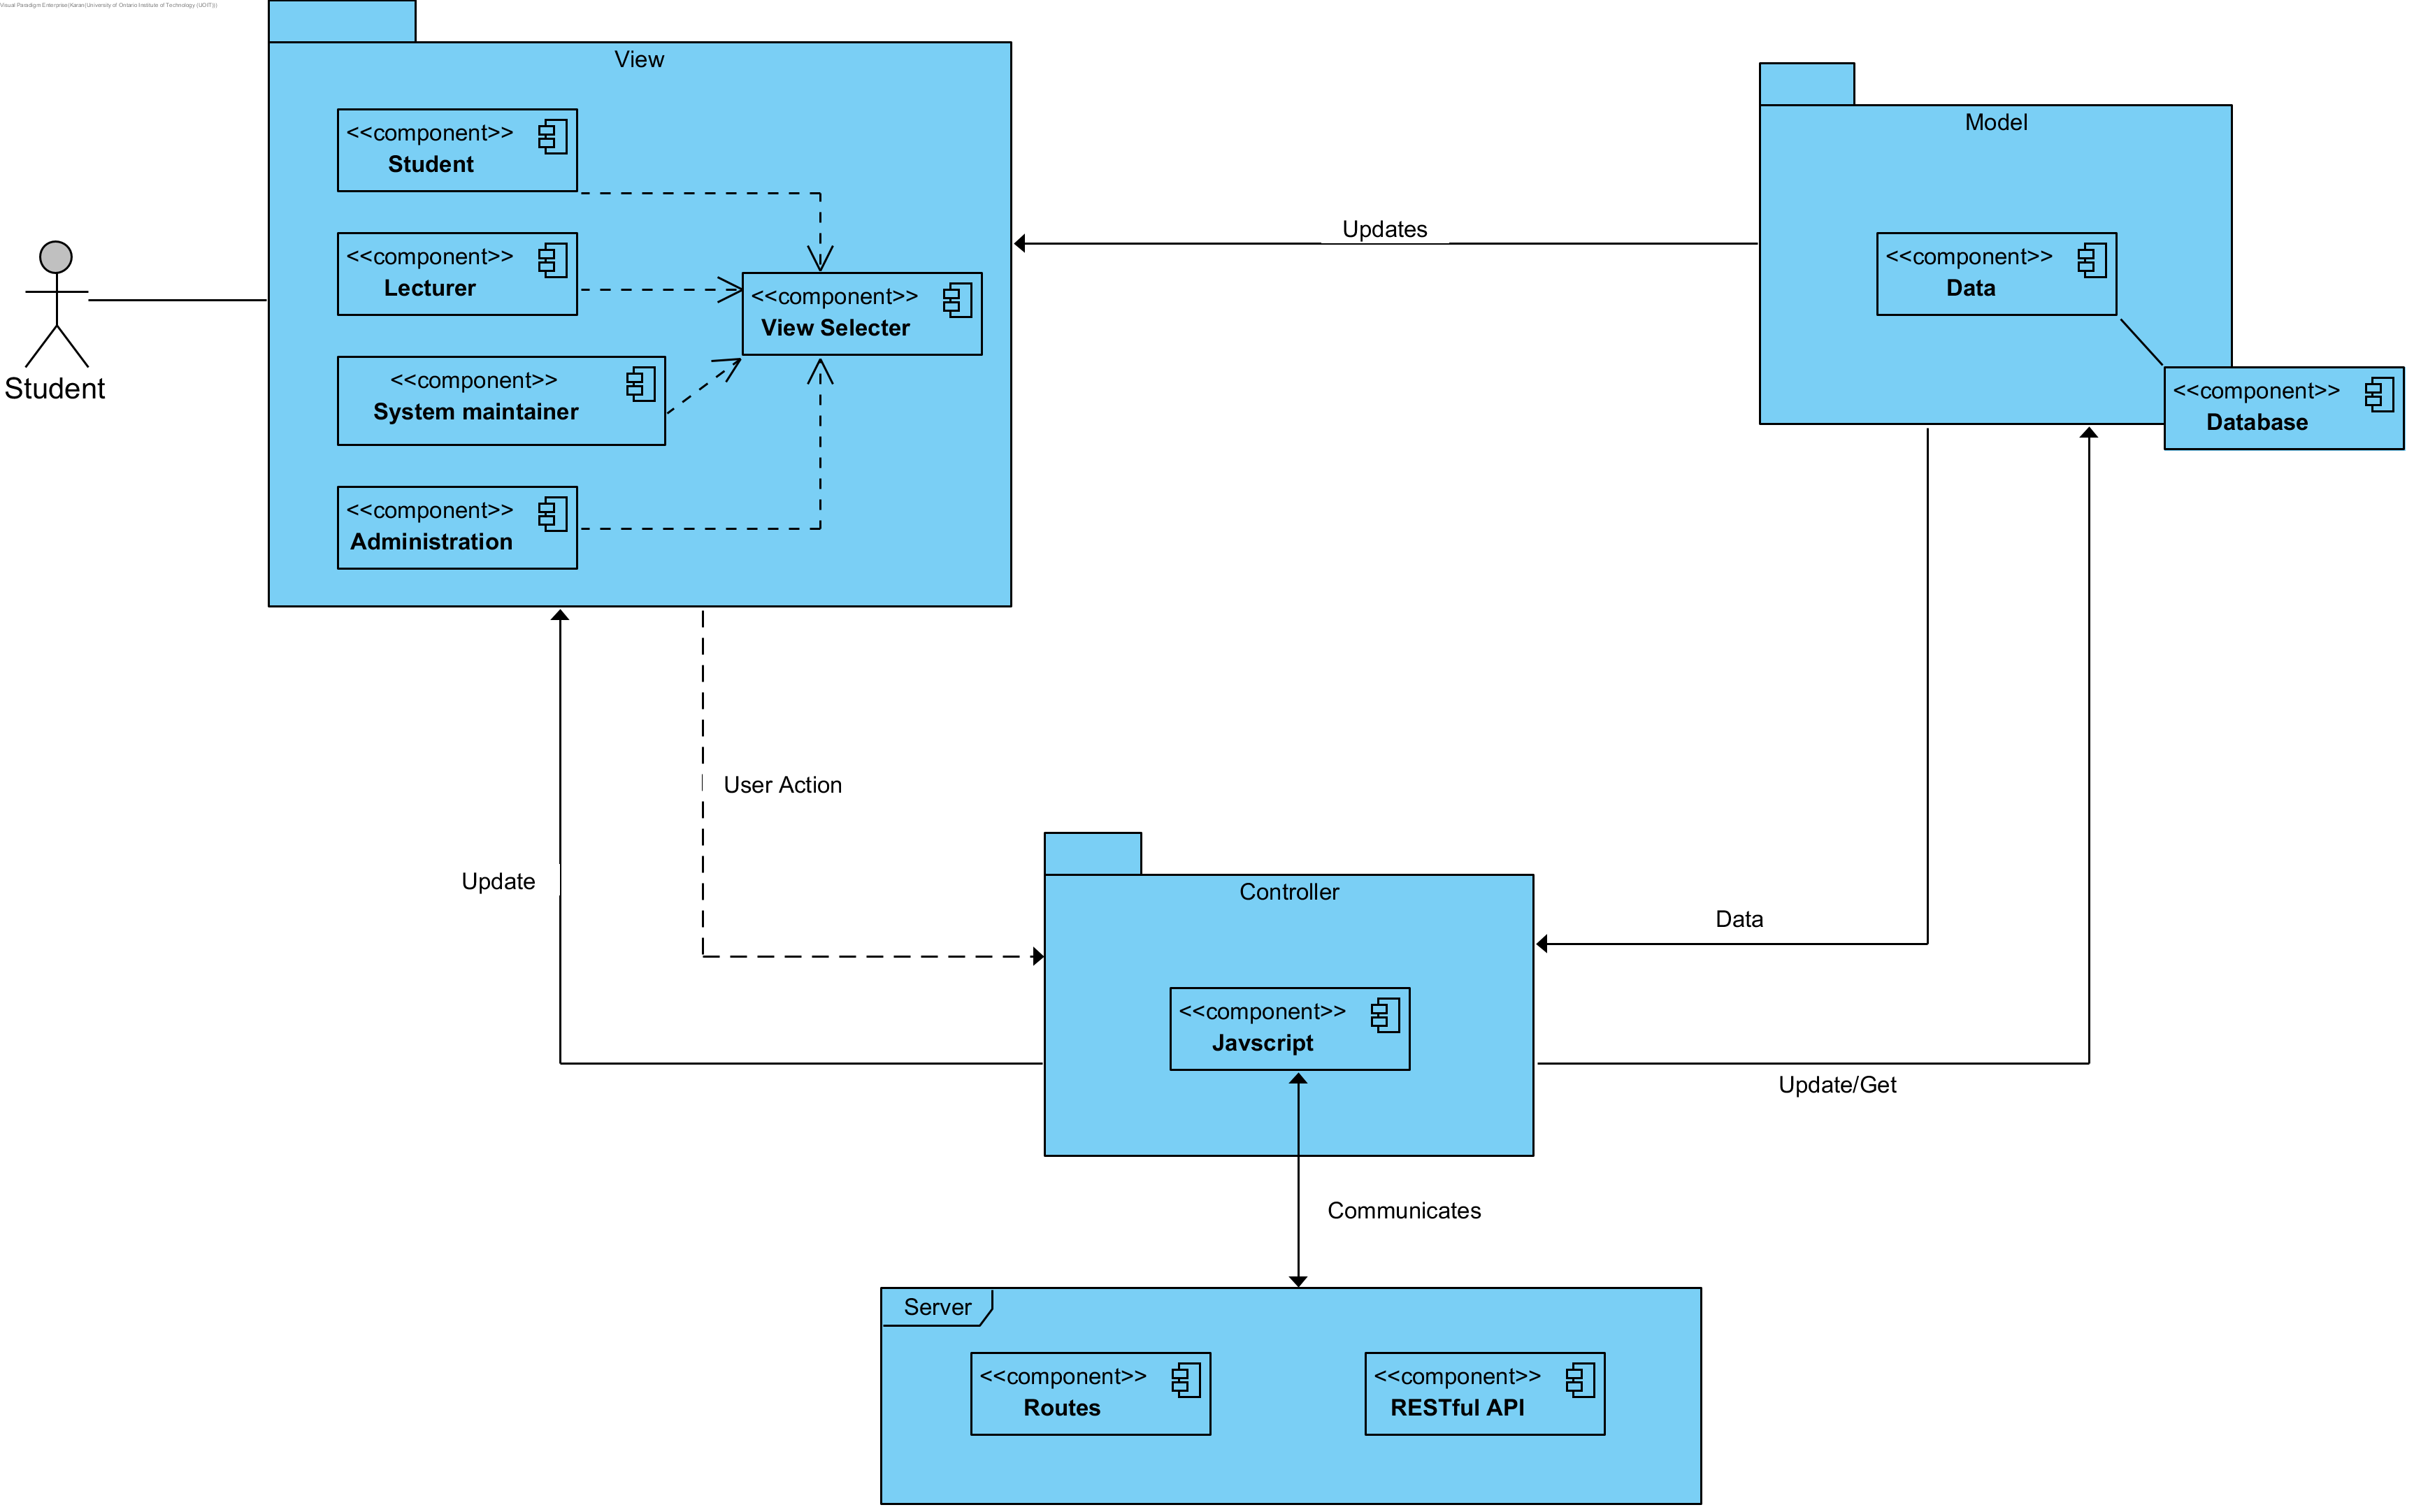 Visual Paradigm Enterprise(Karan(University of Ontario Institute of Technology (UOIT)))
View
<<component>>
Student
<<component>>
Lecturer
<<component>>
System maintainer
<<component>>
Administration
<<component>>
View Selecter
Student
Updates
Model
<<component>>
Data
<<component>>
Database
User Action
Update
Controller
<<component>>
Javscript
Data
Update/Get
Communicates
Server
<<component>>
Routes
<<component>>
RESTful API